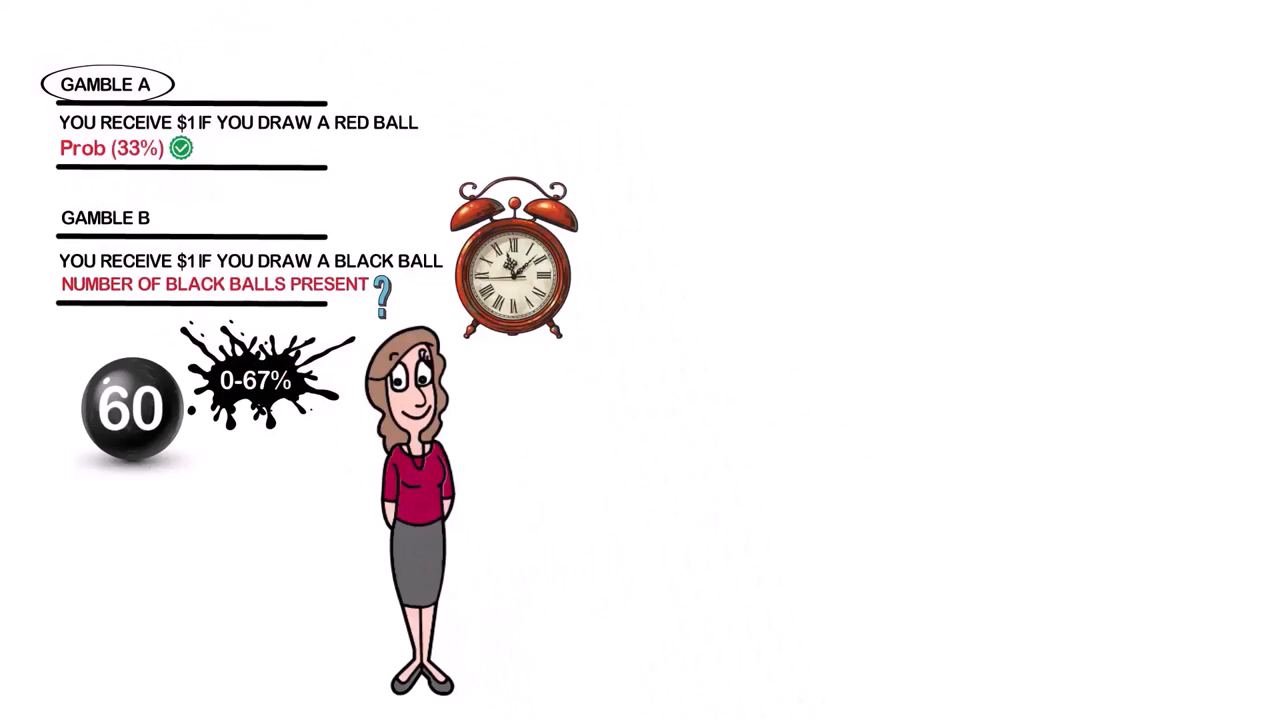 GAMBLE A
YOU RECEIVE $1 IF YOU DRAW A RED BALL
Prob (33%)
GAMBLE B
YOU RECEIVE $1 IF YOU DRAW A BLACK BALL
NUMBER OF BLACK BALLS PRESENT ?
0-67%
60